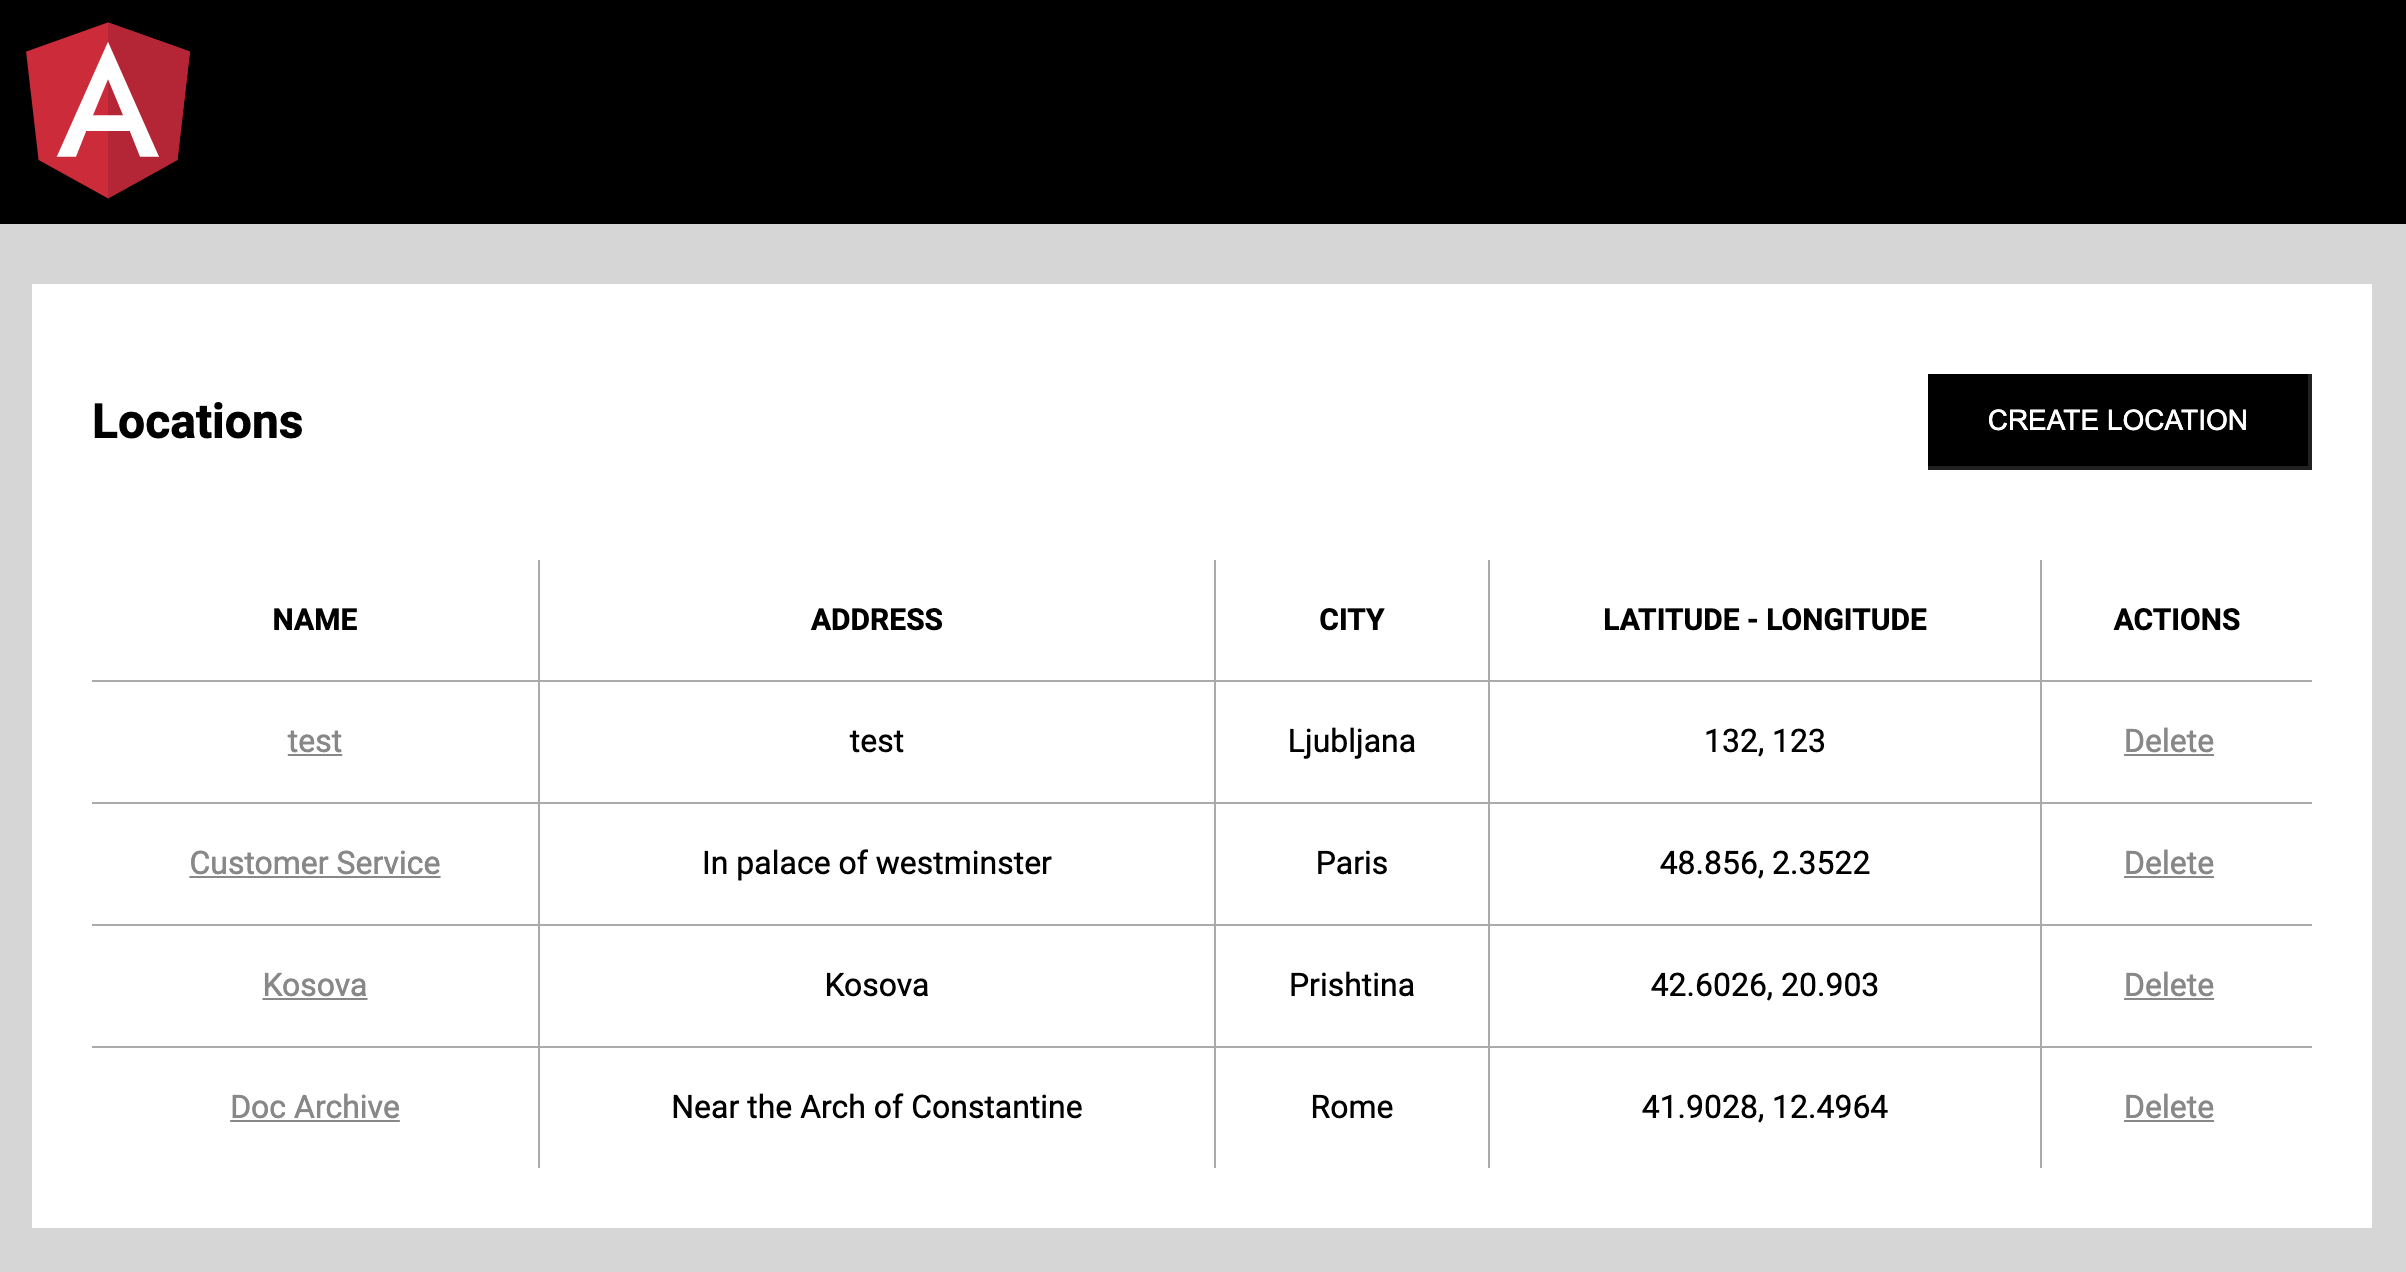 A
Locations
CREATE LOCATION
NAME ADDRESS CITY LATITUDE - LONGITUDE ACTIONS
test test Ljubljana 132, 123 Delete
Customer Service In palace of westminster Paris 48.856, 2.3522 Delete
Kosova Kosova Prishtina 42.6026, 20.903 Delete
Doc Archive Near the Arch of Constantine Rome 41.9028, 12.4964 Delete